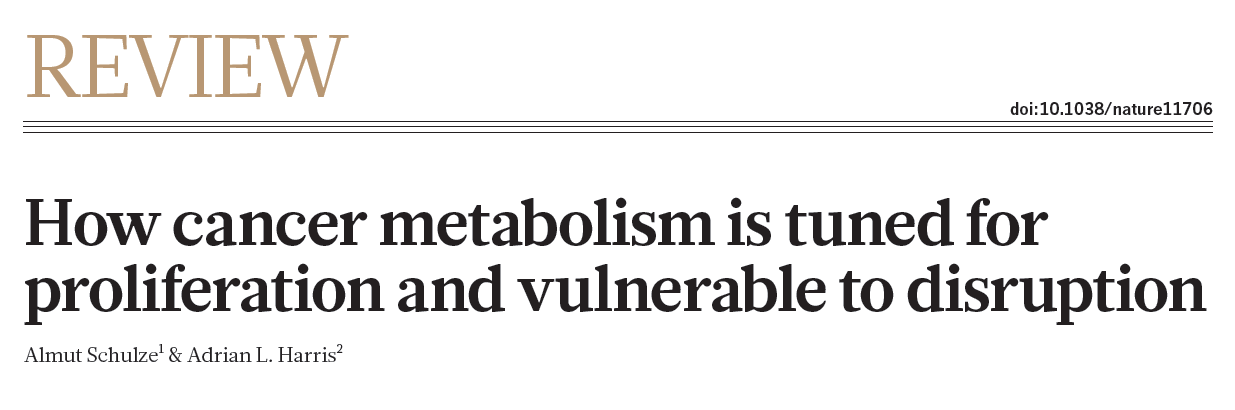 REVIEW
doi:10.1038/nature11706
How cancer metabolism is tuned for
proliferation and vulnerable to disruption
Almut Schulze¹ & Adrian L. Harris²